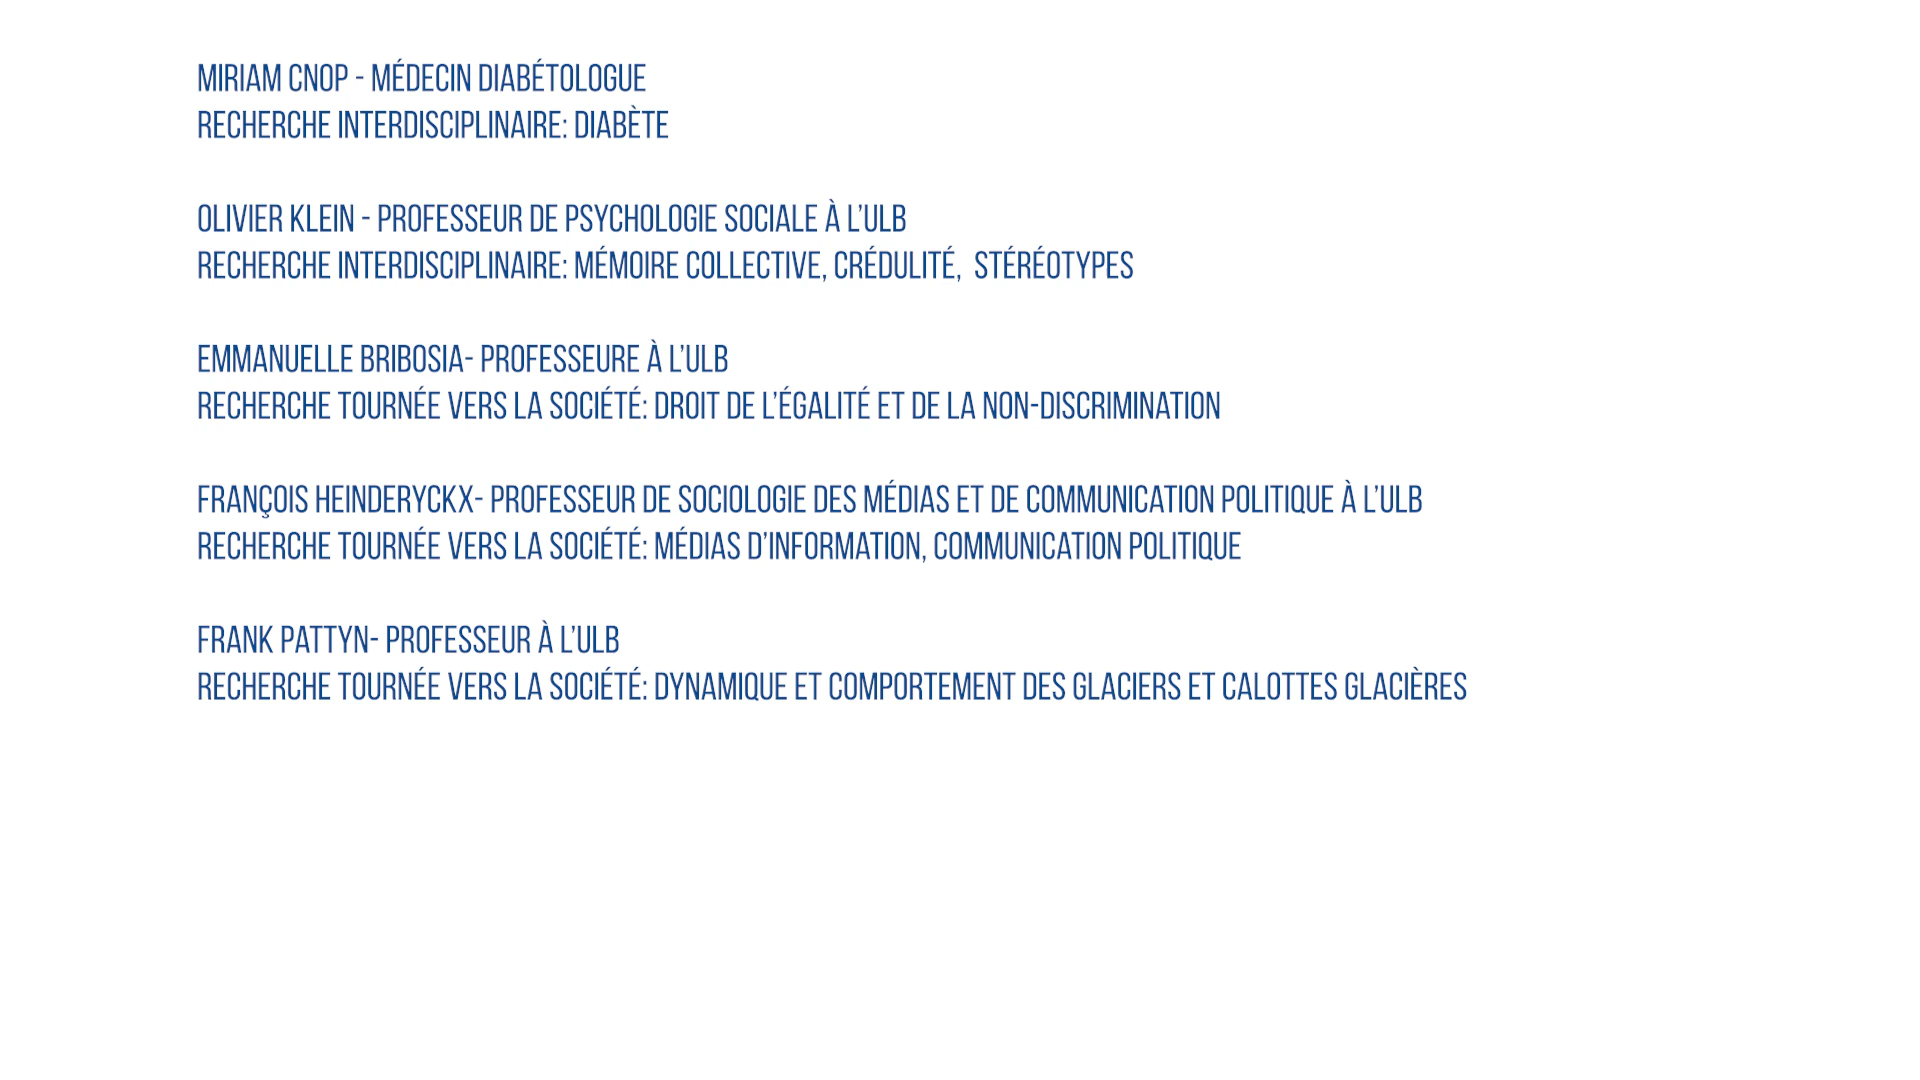 MIRIAM CNOP - MÉDECIN DIABÉTOLOGUE
RECHERCHE INTERDISCIPLINAIRE: DIABÈTE
OLIVIER KLEIN - PROFESSEUR DE PSYCHOLOGIE SOCIALE À L’ULB
RECHERCHE INTERDISCIPLINAIRE: MÉMOIRE COLLECTIVE, CRÉDULITÉ,  STÉRÉOTYPES
EMMANUELLE BRIBOSIA- PROFESSEURE À L’ULB
RECHERCHE TOURNÉE VERS LA SOCIÉTÉ: DROIT DE L’ÉGALITÉ ET DE LA NON-DISCRIMINATION
FRANÇOIS HEINDERYCKX- PROFESSEUR DE SOCIOLOGIE DES MÉDIAS ET DE COMMUNICATION POLITIQUE À L’ULB
RECHERCHE TOURNÉE VERS LA SOCIÉTÉ: MÉDIAS D’INFORMATION, COMMUNICATION POLITIQUE
FRANK PATTYN- PROFESSEUR À L’ULB
RECHERCHE TOURNÉE VERS LA SOCIÉTÉ: DYNAMIQUE ET COMPORTEMENT DES GLACIERS ET CALOTTES GLACIÈRES